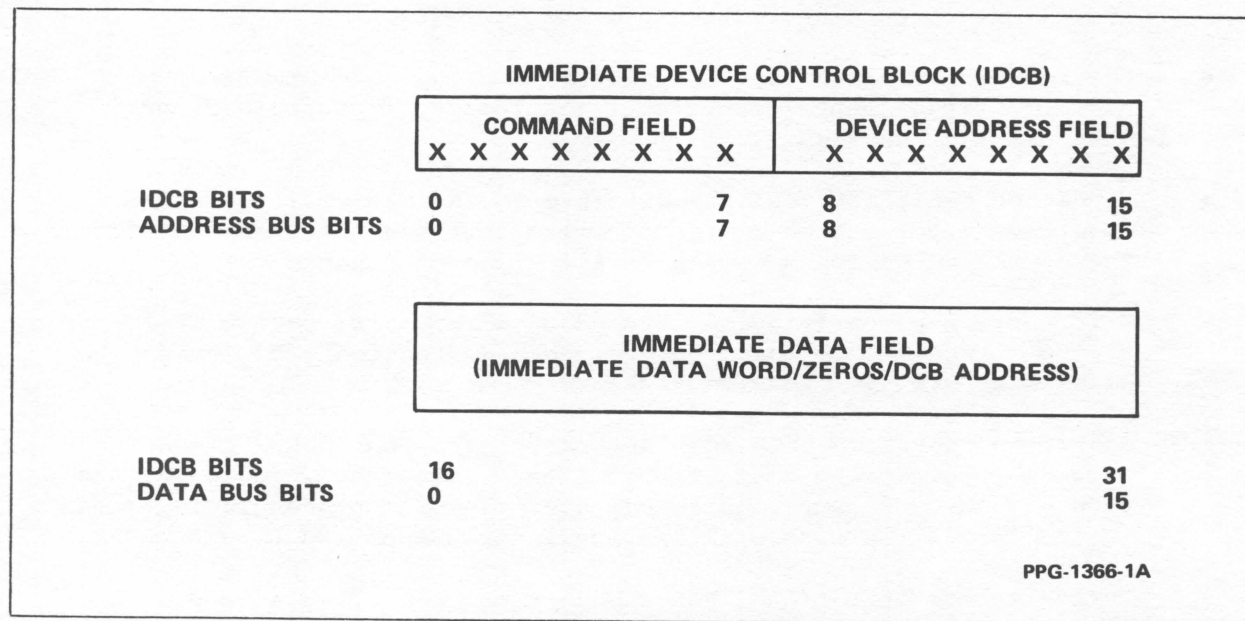 IMMEDIATE DEVICE CONTROL BLOCK (IDCB)
COMMAND FIELD DEVICE ADDRESS FIELD
X X X X X X X X X X X X X X X X
IDCB BITS 0 7 8 15
ADDRESS BUS BITS 0 7 8 15
IMMEDIATE DATA FIELD
(IMMEDIATE DATA WORD/ZEROS/DCB ADDRESS)
IDCB BITS 16 31
DATA BUS BITS 0 15
PPG-1366-1A